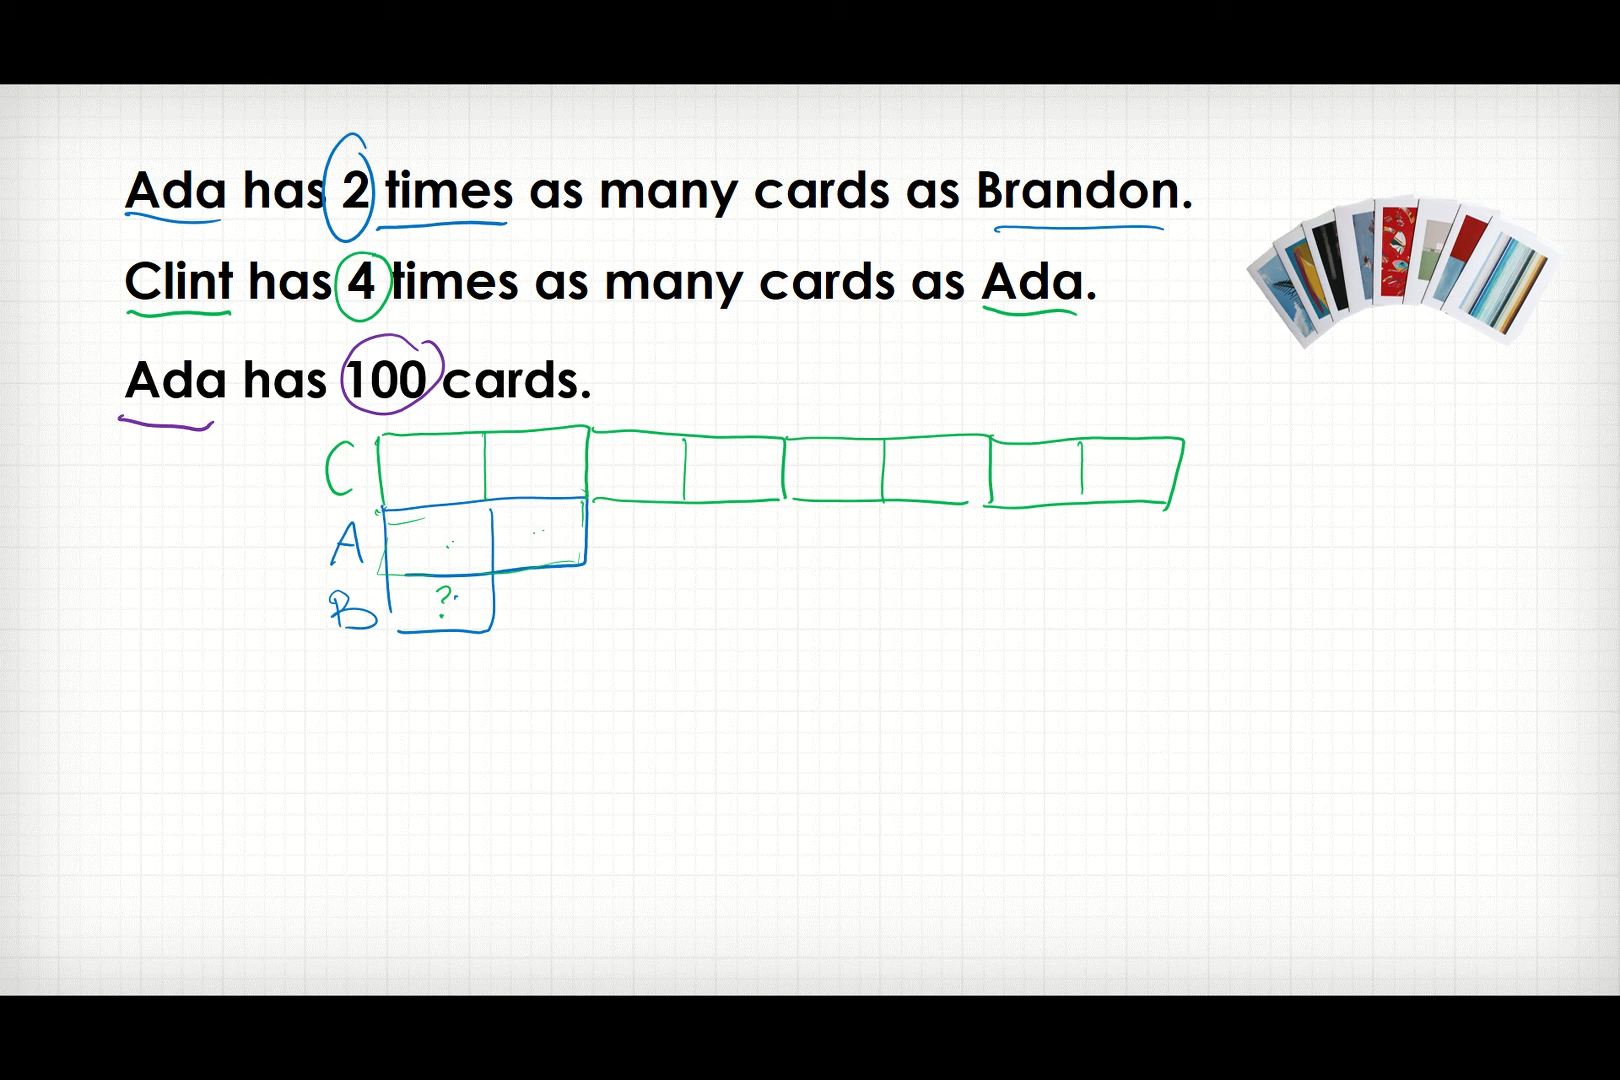 Ada has 2 times as many cards as Brandon.
Clint has 4 times as many cards as Ada.
Ada has 100 cards.
C
A
B ?